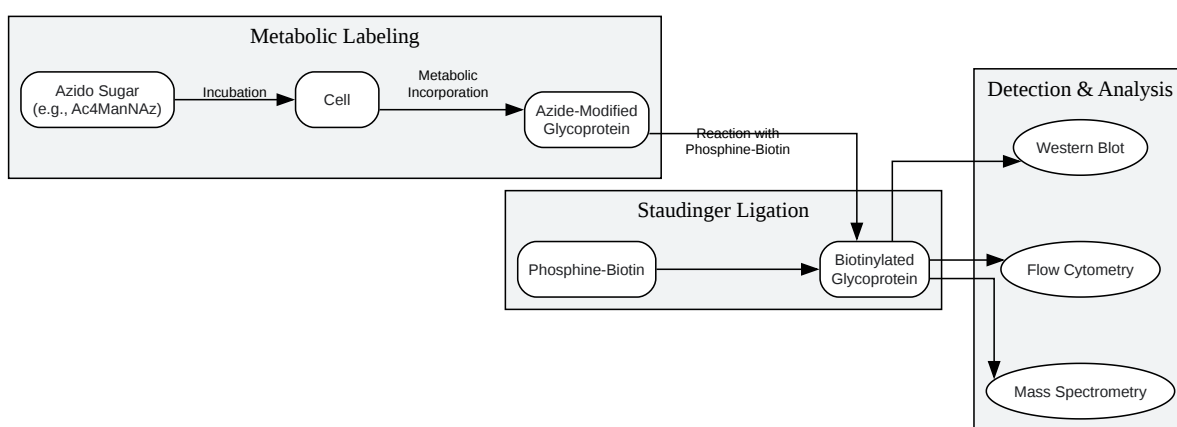 Metabolic Labeling
Azido Sugar
(e.g., Ac4ManNAz)
Incubation
Cell
Metabolic
Incorporation
Azide-Modified
Glycoprotein
Reaction with
Phosphine-Biotin
Staudinger Ligation
Phosphine-Biotin
Biotinylated
Glycoprotein
Detection & Analysis
Western Blot
Flow Cytometry
Mass Spectrometry